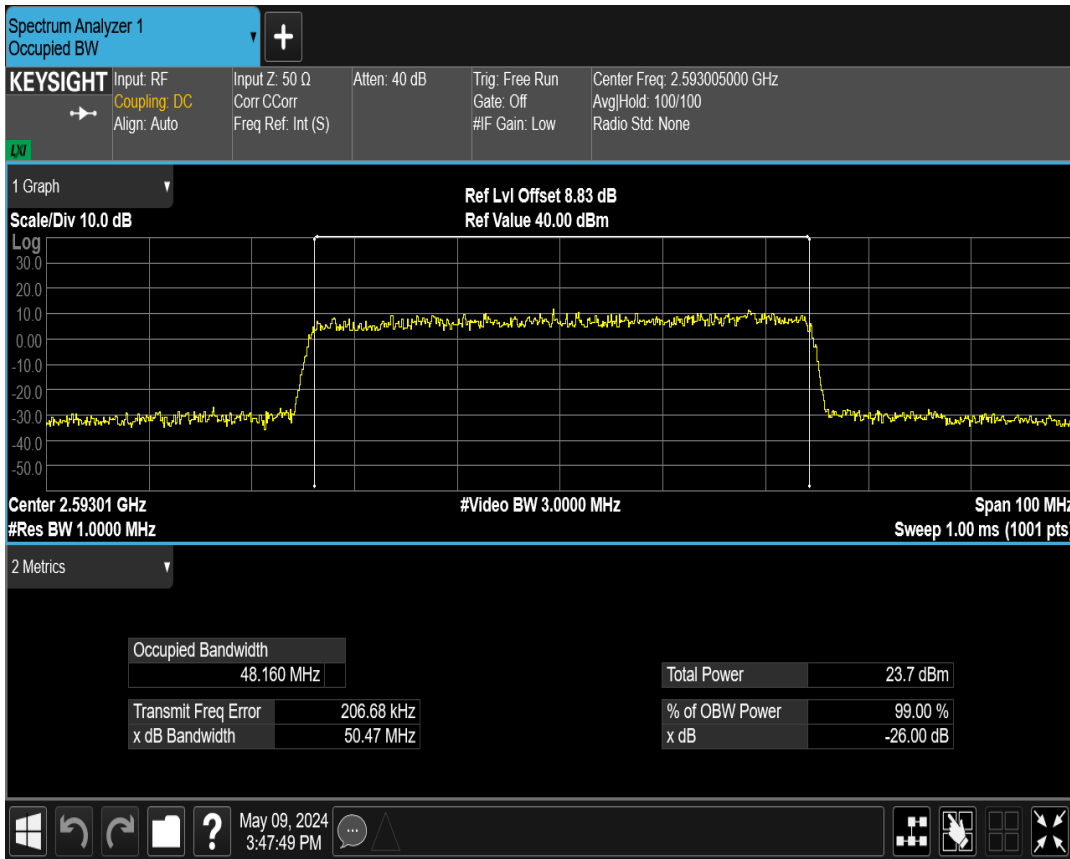 Spectrum Analyzer 1
Occupied BW
KEYSIGHT
LXI
Input: RF
Coupling: DC
Align: Auto
Input Z: 50 Ω
Corr CCorr
Freq Ref: Int (S)
Atten: 40 dB
Trig: Free Run
Gate: Off
#IF Gain: Low
Center Freq: 2.593005000 GHz
Avg|Hold: 100/100
Radio Std: None
1 Graph
Scale/Div 10.0 dB
Ref Lvl Offset 8.83 dB
Ref Value 40.00 dBm
Log
30.0
20.0
10.0
0.00
-10.0
-20.0
-30.0
-40.0
-50.0
Center 2.59301 GHz
#Video BW 3.0000 MHz
Span 100 MHz
#Res BW 1.0000 MHz
Sweep 1.00 ms (1001 pts)
2 Metrics
Occupied Bandwidth
48.160 MHz
Transmit Freq Error 206.68 kHz
x dB Bandwidth 50.47 MHz
Total Power 23.7 dBm
% of OBW Power 99.00 %
x dB -26.00 dB
?
May 09, 2024
3:47:49 PM